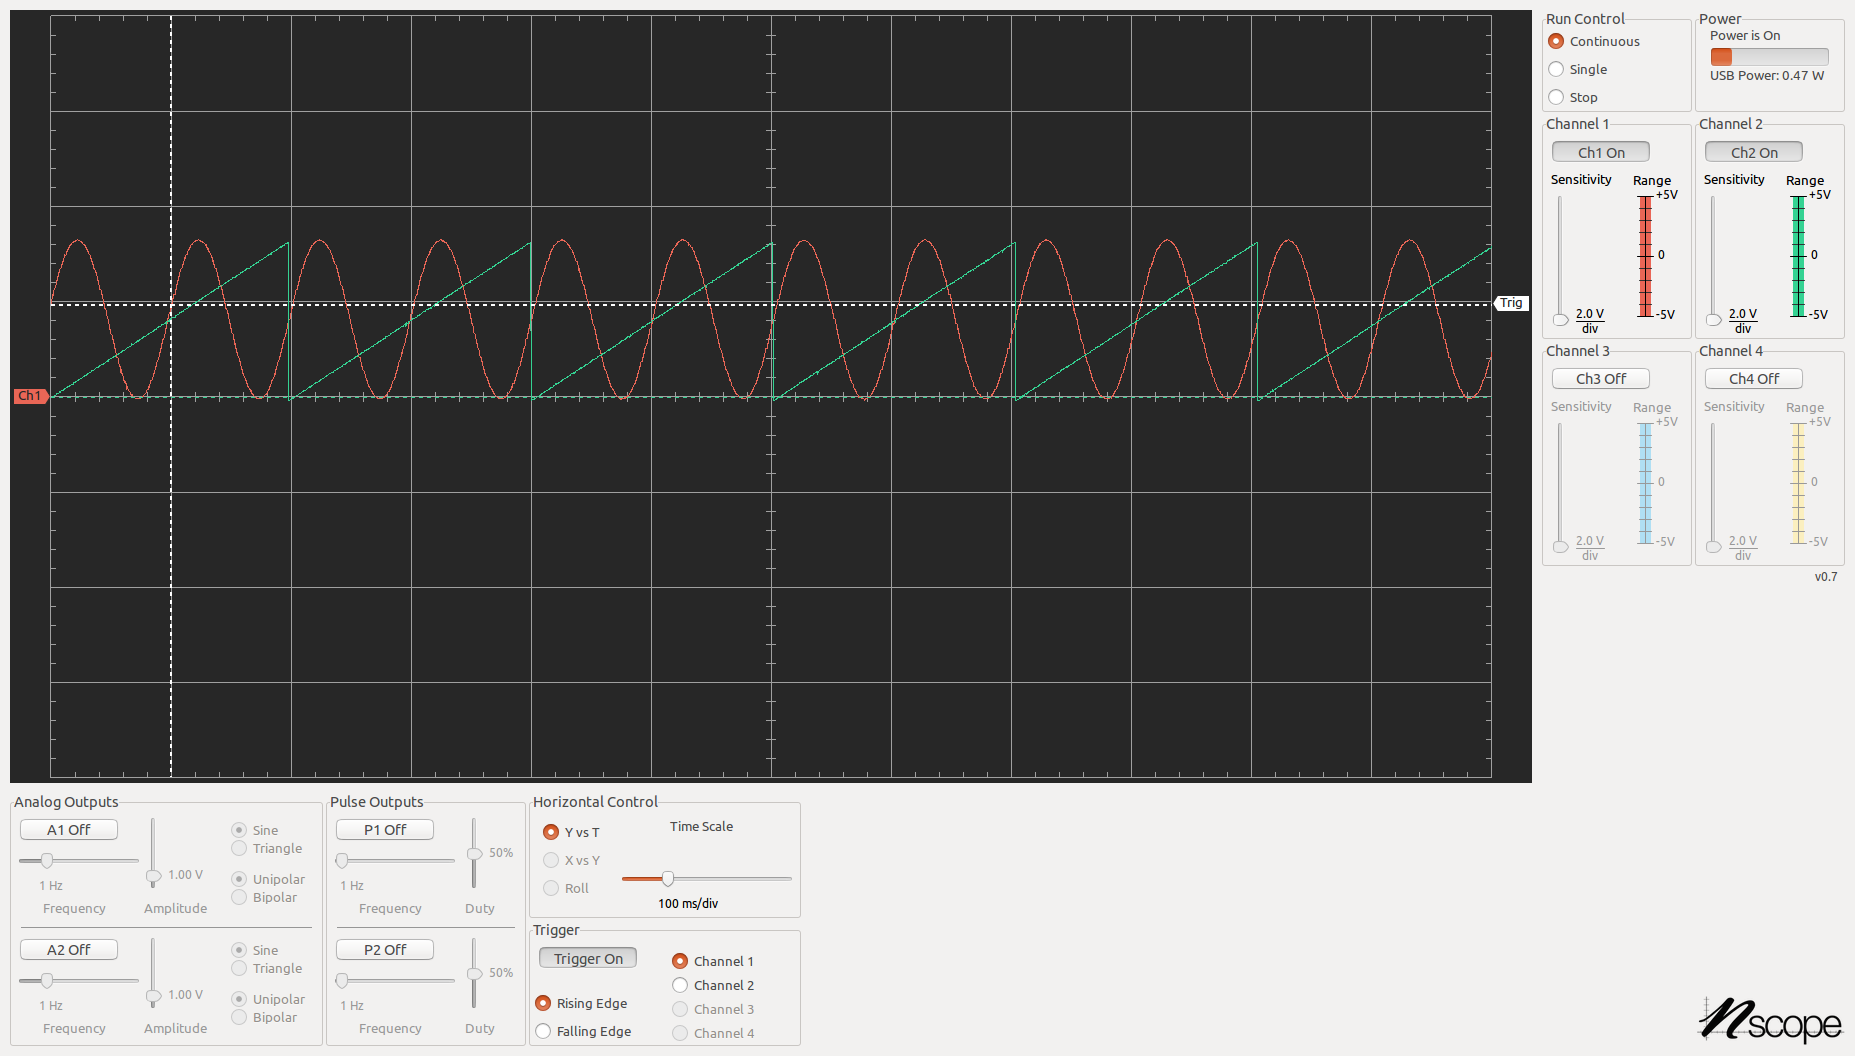 Run Control
Continuous
Single
Stop
Power
Power is On
USB Power: 0.47 W
Channel 1
Ch1 On
Sensitivity
Range
+5V
0
-5V
2.0 V
div
Channel 2
Ch2 On
Sensitivity
Range
+5V
0
-5V
2.0 V
div
Trig
Ch1
Channel 3
Ch3 Off
Sensitivity
Range
+5V
0
-5V
2.0 V
div
Channel 4
Ch4 Off
Sensitivity
Range
+5V
0
-5V
2.0 V
div
v0.7
Analog Outputs
A1 Off
1 Hz
Frequency
1.00 V
Amplitude
Sine
Triangle
Unipolar
Bipolar
A2 Off
1 Hz
Frequency
1.00 V
Amplitude
Sine
Triangle
Unipolar
Bipolar
Pulse Outputs
P1 Off
1 Hz
Frequency
50%
Duty
P2 Off
1 Hz
Frequency
50%
Duty
Horizontal Control
Y vs T
X vs Y
Roll
Time Scale
100 ms/div
Trigger
Trigger On
Rising Edge
Falling Edge
Channel 1
Channel 2
Channel 3
Channel 4
nscope